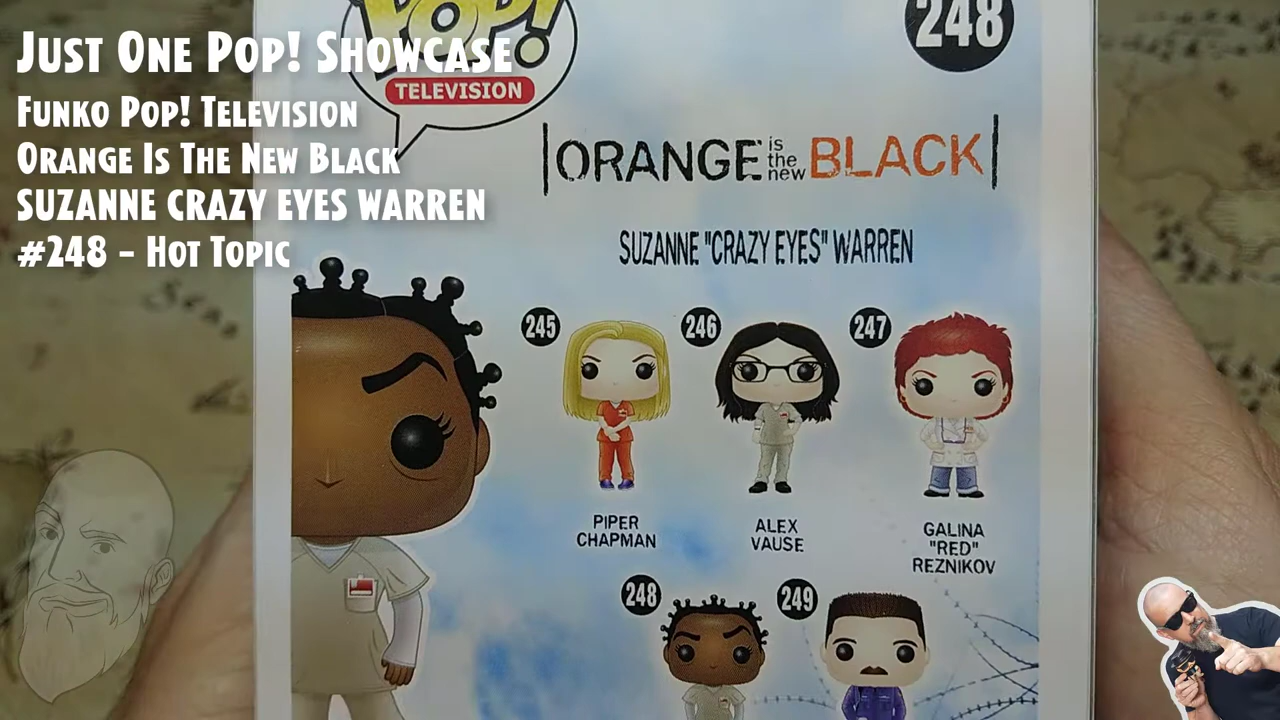 Just One Pop! Showcase
Funko Pop! Television
Orange Is The New Black
SUZANNE CRAZY EYES WARREN
#248 - Hot Topic
POP!
TELEVISION
248
ORANGE is the new BLACK
SUZANNE "CRAZY EYES" WARREN
245
246
247
PIPER
CHAPMAN
ALEX
VAUSE
GALINA
"RED"
REZNIKOV
248
249